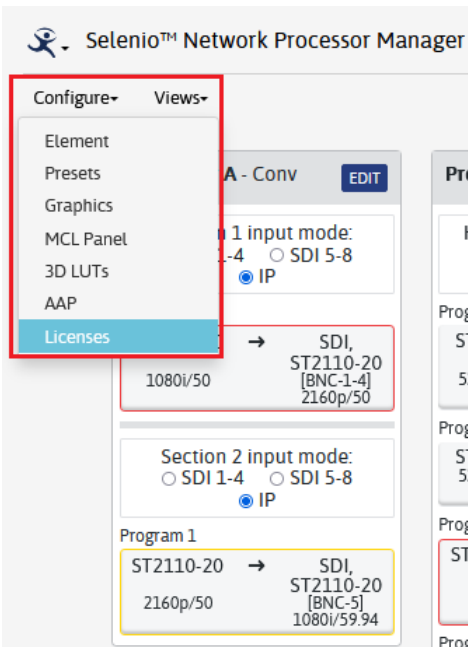 Selenio™ Network Processor Manager
Configure
Views
Element
Presets
Graphics
MCL Panel
3D LUTs
AAP
Licenses
A - Conv
EDIT
1 input mode:
1-4 SDI 5-8
IP
→ SDI,
ST2110-20
1080i/50 [BNC-1-4]
2160p/50
Section 2 input mode:
SDI 1-4 SDI 5-8
IP
Program 1
ST2110-20 → SDI,
ST2110-20
2160p/50 [BNC-5]
1080i/59.94